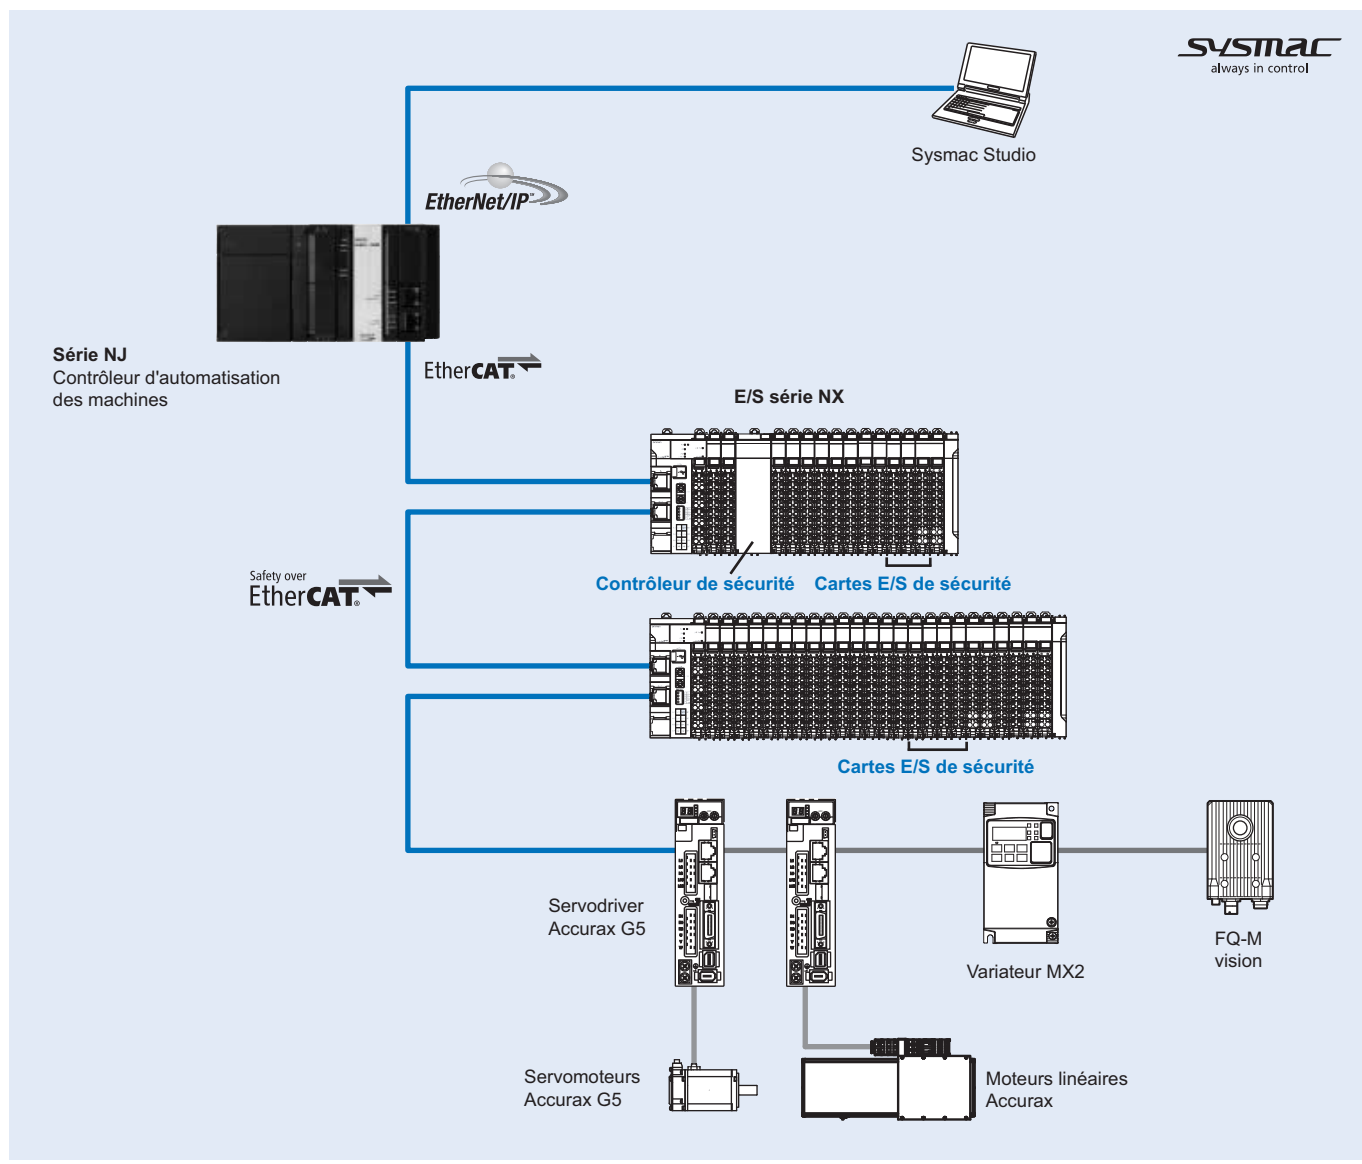 sysmac
always in control
Sysmac Studio
EtherNet/IP™
Série NJ
Contrôleur d'automatisation
des machines
EtherCAT®
E/S série NX
Contrôleur de sécurité
Cartes E/S de sécurité
Safety over
EtherCAT®
Cartes E/S de sécurité
Servodriver
Accurax G5
Variateur MX2
FQ-M
vision
Servomoteurs
Accurax G5
Moteurs linéaires
Accurax